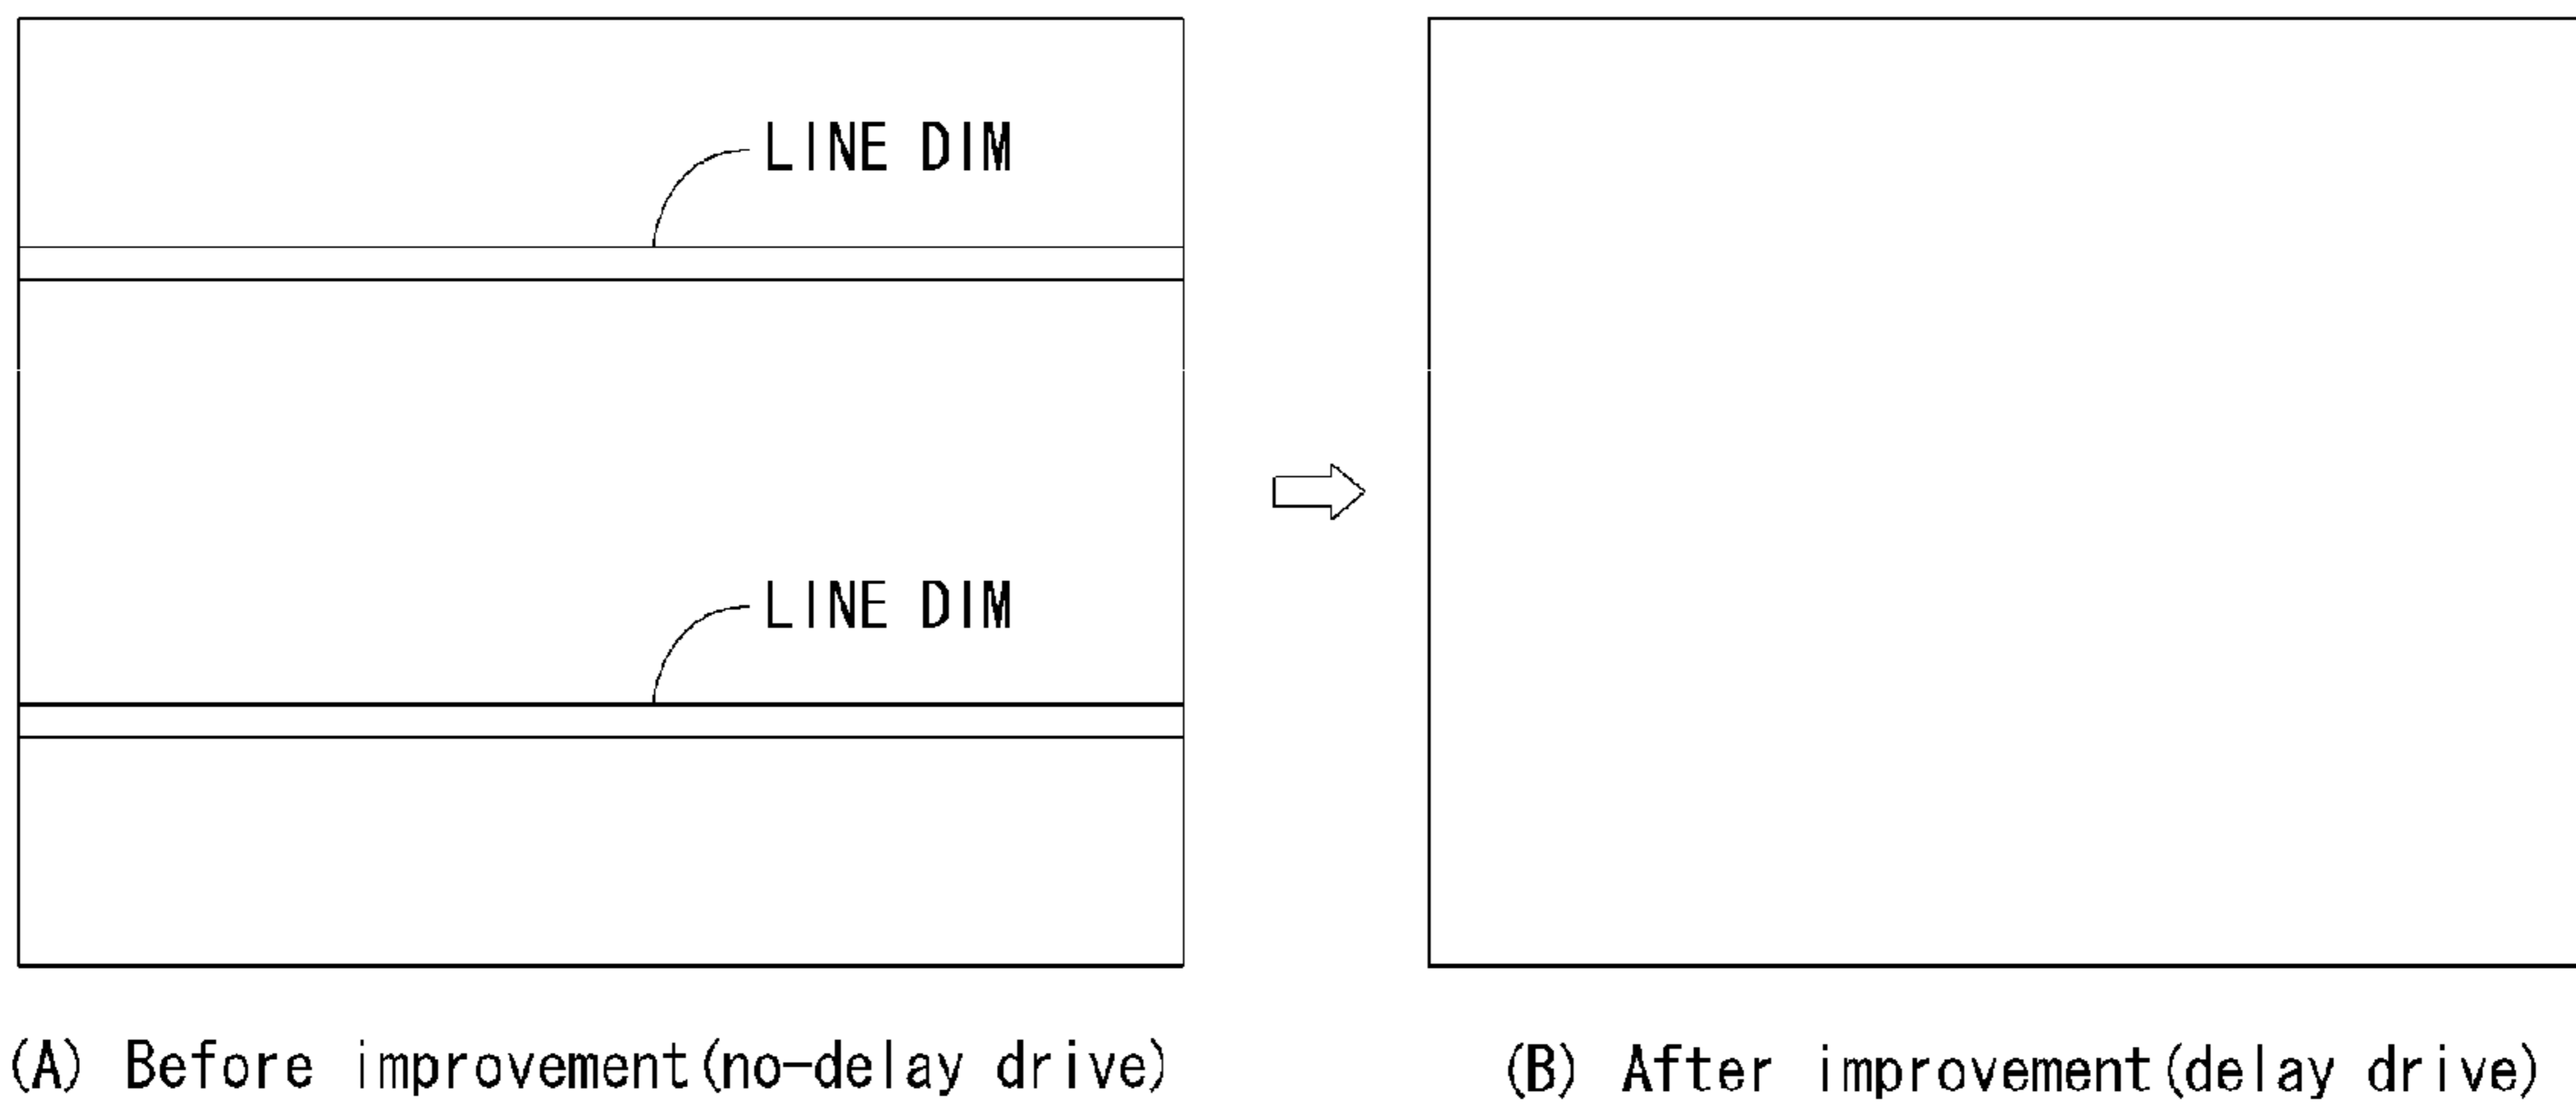 LINE DIM
LINE DIM
(A) Before improvement(no-delay drive)
(B) After improvement(delay drive)